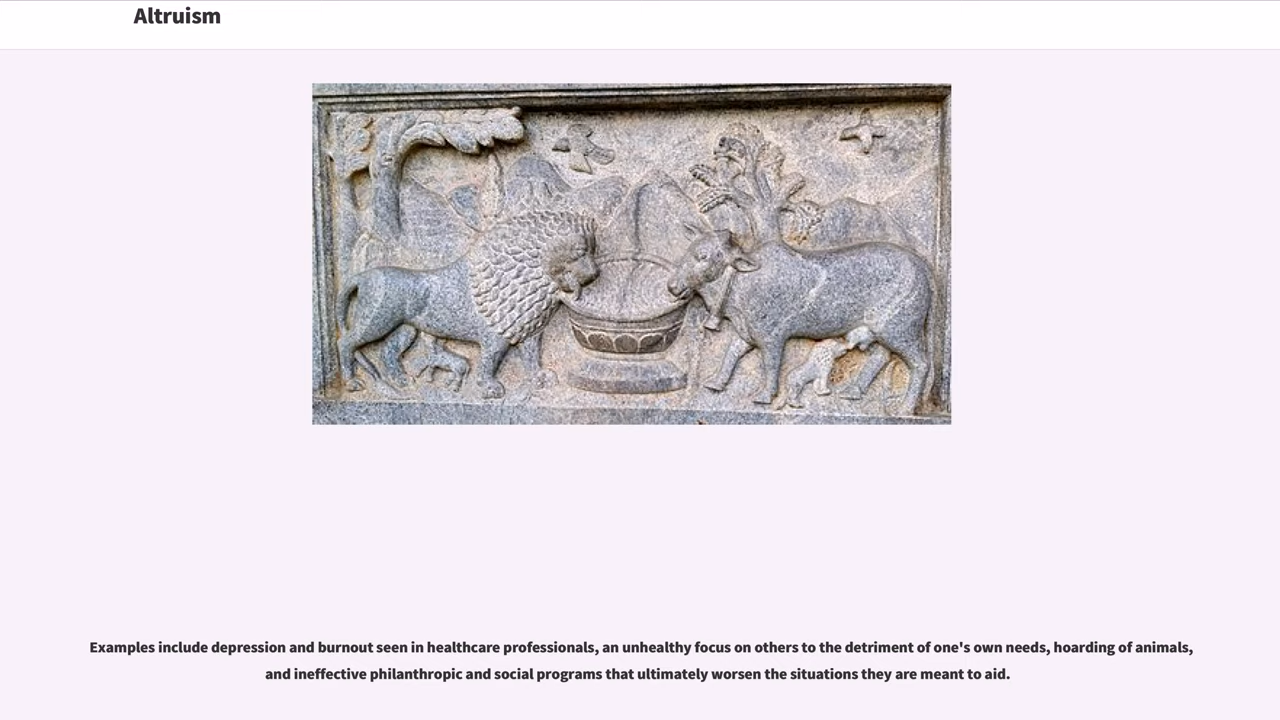 Altruism
Examples include depression and burnout seen in healthcare professionals, an unhealthy focus on others to the detriment of one's own needs, hoarding of animals,
and ineffective philanthropic and social programs that ultimately worsen the situations they are meant to aid.